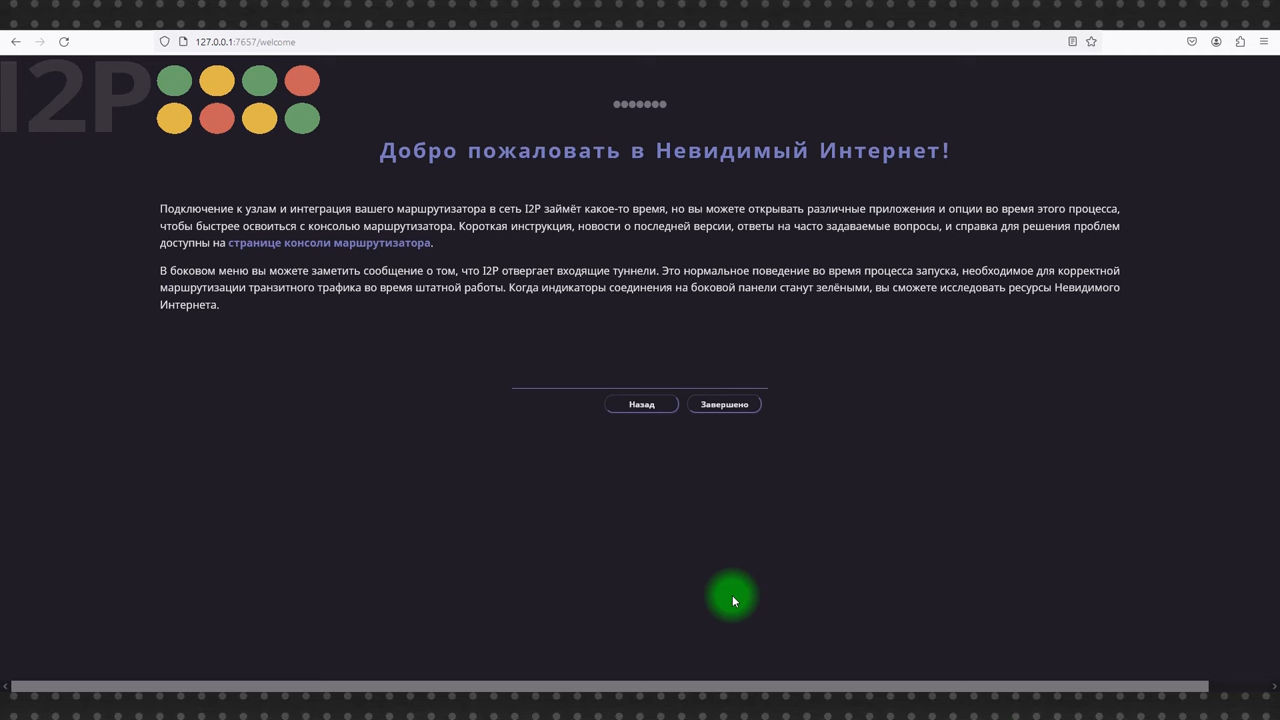 127.0.0.1:7657/welcome
I2P
Добро пожаловать в Невидимый Интернет!
Подключение к узлам и интеграция вашего маршрутизатора в сеть I2P займёт какое-то время, но вы можете открывать различные приложения и опции во время этого процесса,
чтобы быстрее освоиться с консолью маршрутизатора. Короткая инструкция, новости о последней версии, ответы на часто задаваемые вопросы, и справка для решения проблем
доступны на странице консоли маршрутизатора.
В боковом меню вы можете заметить сообщение о том, что I2P отвергает входящие туннели. Это нормальное поведение во время процесса запуска, необходимое для корректной
маршрутизации транзитного трафика во время штатной работы. Когда индикаторы соединения на боковой панели станут зелёными, вы сможете исследовать ресурсы Невидимого
Интернета.
Назад Завершено